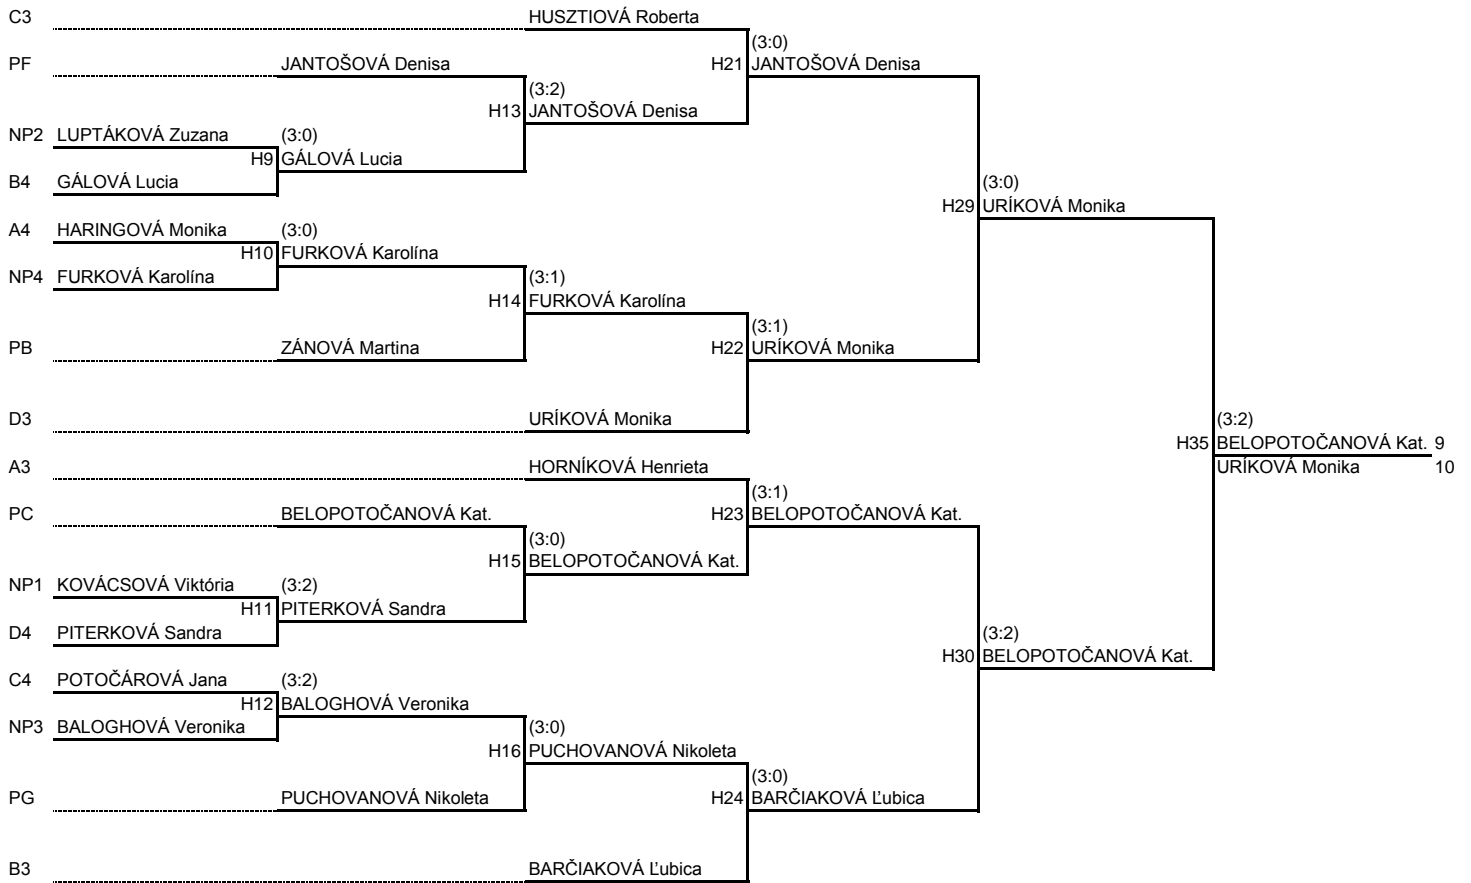 C3 HUSZTIOVÁ Roberta
(3:0)
PF JANTOŠOVÁ Denisa H21 JANTOŠOVÁ Denisa
(3:2)
H13 JANTOŠOVÁ Denisa
NP2 LUPTÁKOVÁ Zuzana (3:0)
H9 GÁLOVÁ Lucia
B4 GÁLOVÁ Lucia (3:0)
H29 URÍKOVÁ Monika
A4 HARINGOVÁ Monika (3:0)
H10 FURKOVÁ Karolína
NP4 FURKOVÁ Karolína (3:1)
H14 FURKOVÁ Karolína
(3:1)
PB ZÁNOVÁ Martina H22 URÍKOVÁ Monika
D3 URÍKOVÁ Monika (3:2)
H35 BELOPOTOČANOVÁ Kat. 9
A3 HORNÍKOVÁ Henrieta URÍKOVÁ Monika 10
(3:1)
PC BELOPOTOČANOVÁ Kat. H23 BELOPOTOČANOVÁ Kat.
(3:0)
H15 BELOPOTOČANOVÁ Kat.
NP1 KOVÁCSOVÁ Viktória (3:2)
H11 PITERKOVÁ Sandra
D4 PITERKOVÁ Sandra (3:2)
H30 BELOPOTOČANOVÁ Kat.
C4 POTOČÁROVÁ Jana (3:2)
H12 BALOGHOVÁ Veronika
NP3 BALOGHOVÁ Veronika (3:0)
H16 PUCHOVANOVÁ Nikoleta
(3:0)
PG PUCHOVANOVÁ Nikoleta H24 BARČIAKOVÁ Ľubica
B3 BARČIAKOVÁ Ľubica